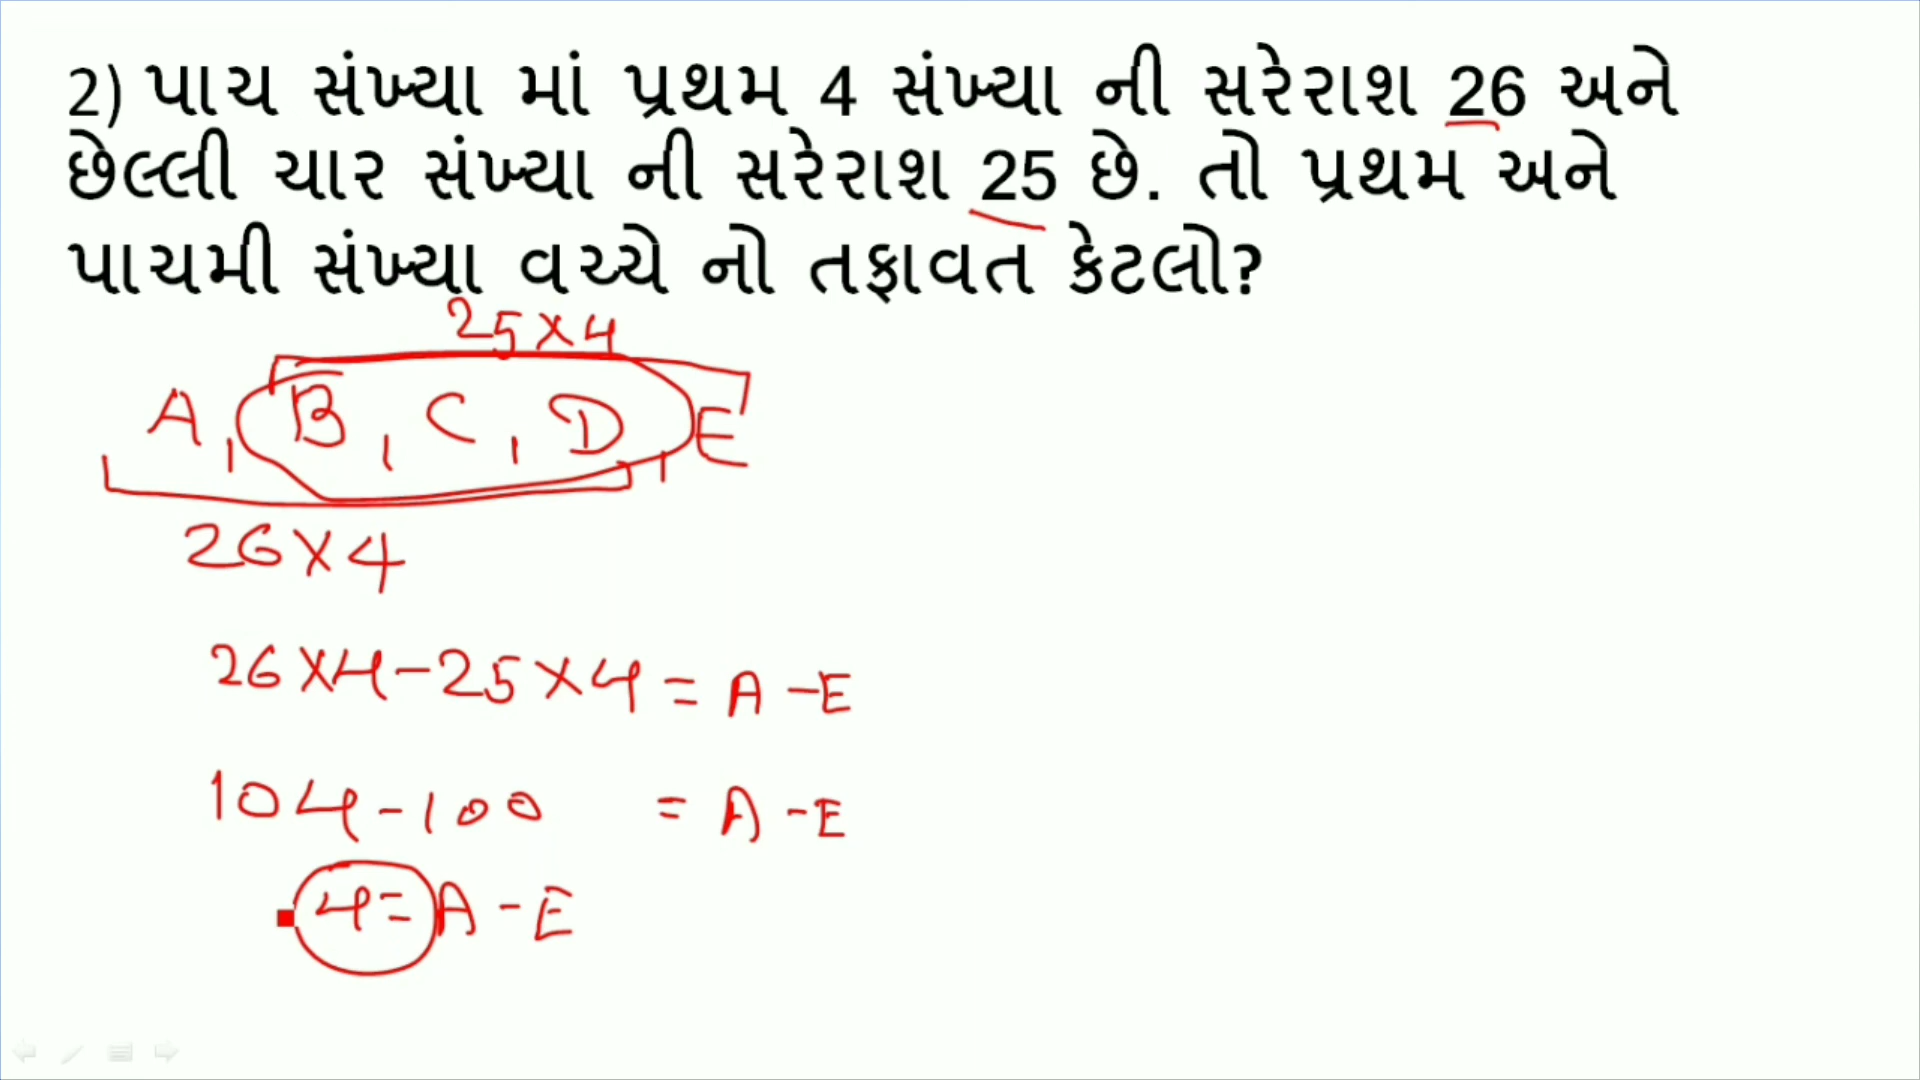 2) પાચ સંખ્યા માં પ્રથમ 4 સંખ્યા ની સરેરાશ 26 અને
છેલ્લી ચાર સંખ્યા ની સરેરાશ 25 છે. તો પ્રથમ અને
પાચમી સંખ્યા વચ્ચે નો તફાવત કેટલો?
25×4
A, B, C, D, E
26×4
26×4-25×4 = A-E
104-100 = A-E
4=A-E